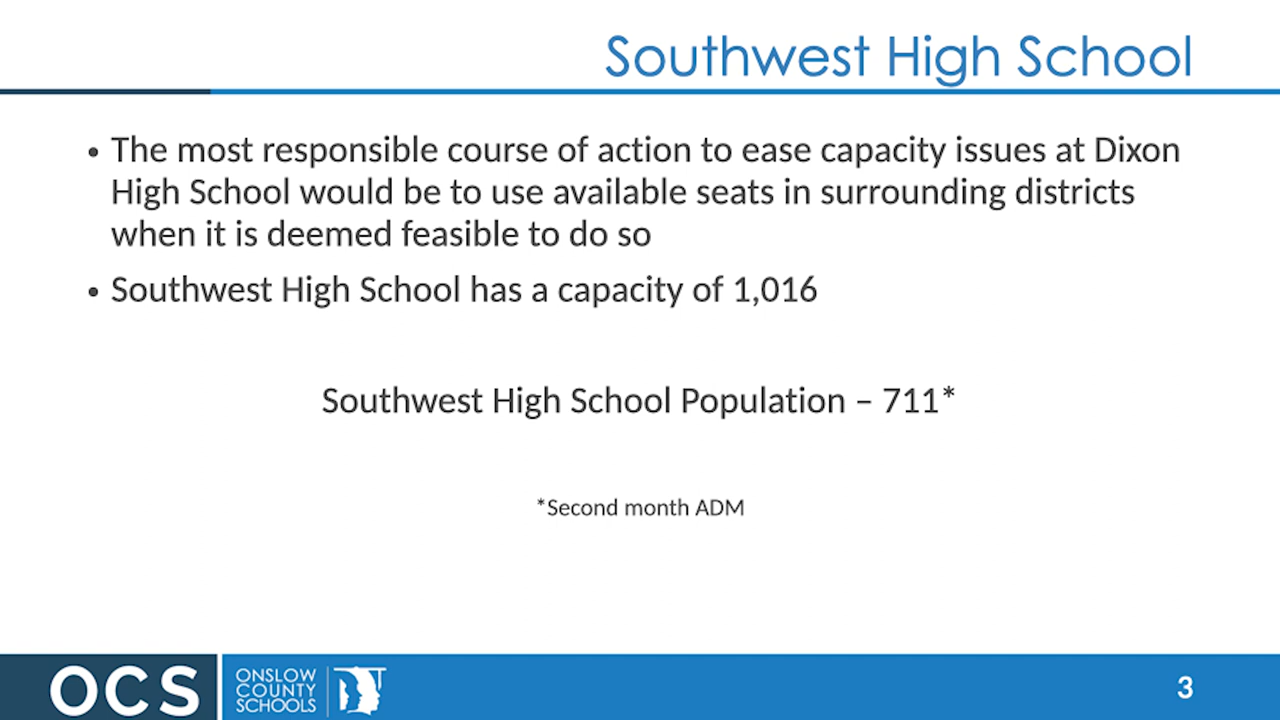 Southwest High School
• The most responsible course of action to ease capacity issues at Dixon
High School would be to use available seats in surrounding districts
when it is deemed feasible to do so
• Southwest High School has a capacity of 1,016
Southwest High School Population – 711*
*Second month ADM
OCS
ONSLOW
COUNTY
SCHOOLS
3